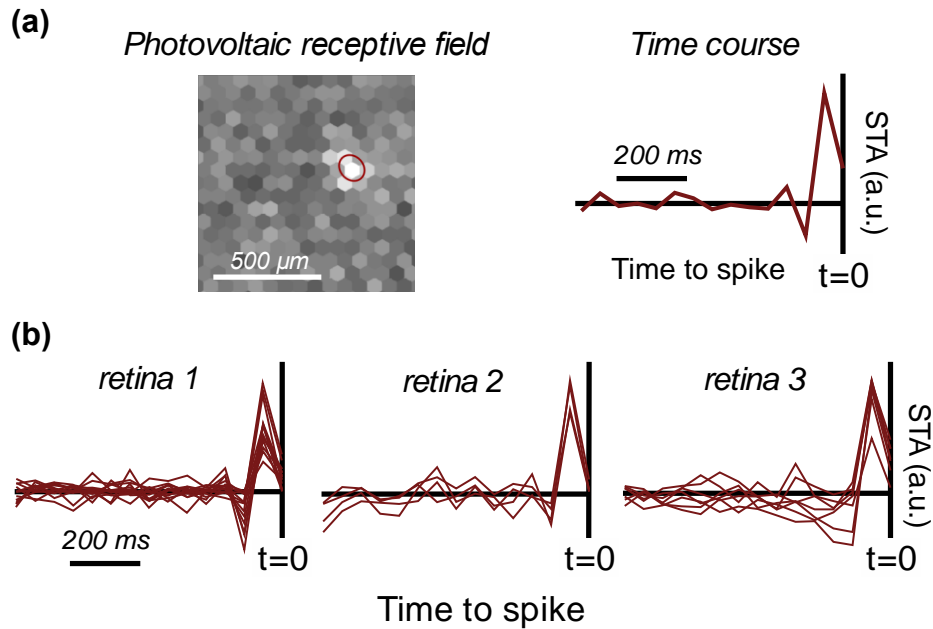 (a)
Photovoltaic receptive field
Time course
500 µm
200 ms
STA (a.u.)
Time to spike
t=0
(b)
retina 1
retina 2
retina 3
STA (a.u.)
200 ms
t=0
t=0
t=0
Time to spike